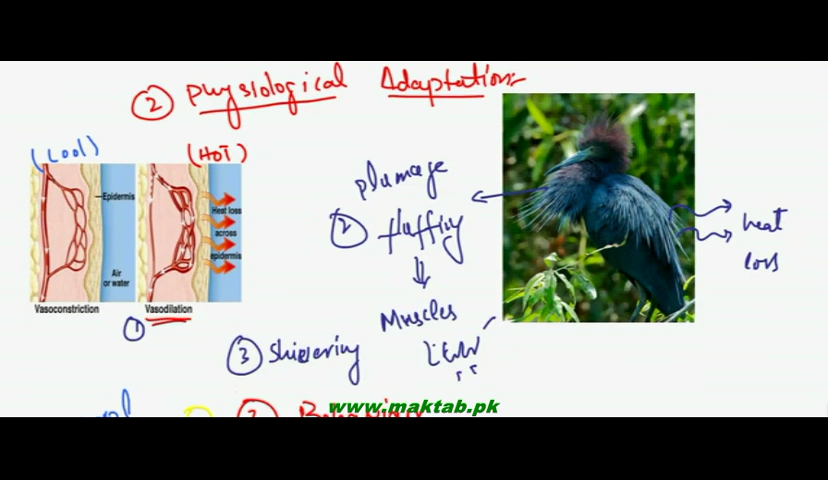 ② Physiological Adaptations
(Cool)
(HOT)
Epidermis
Air
or water
Vasoconstriction
Heat loss
across
epidermis
Vasodilation
①
plumage
② fluffing
Muscles
③ Shivering
heat
loss
www.maktab.pk